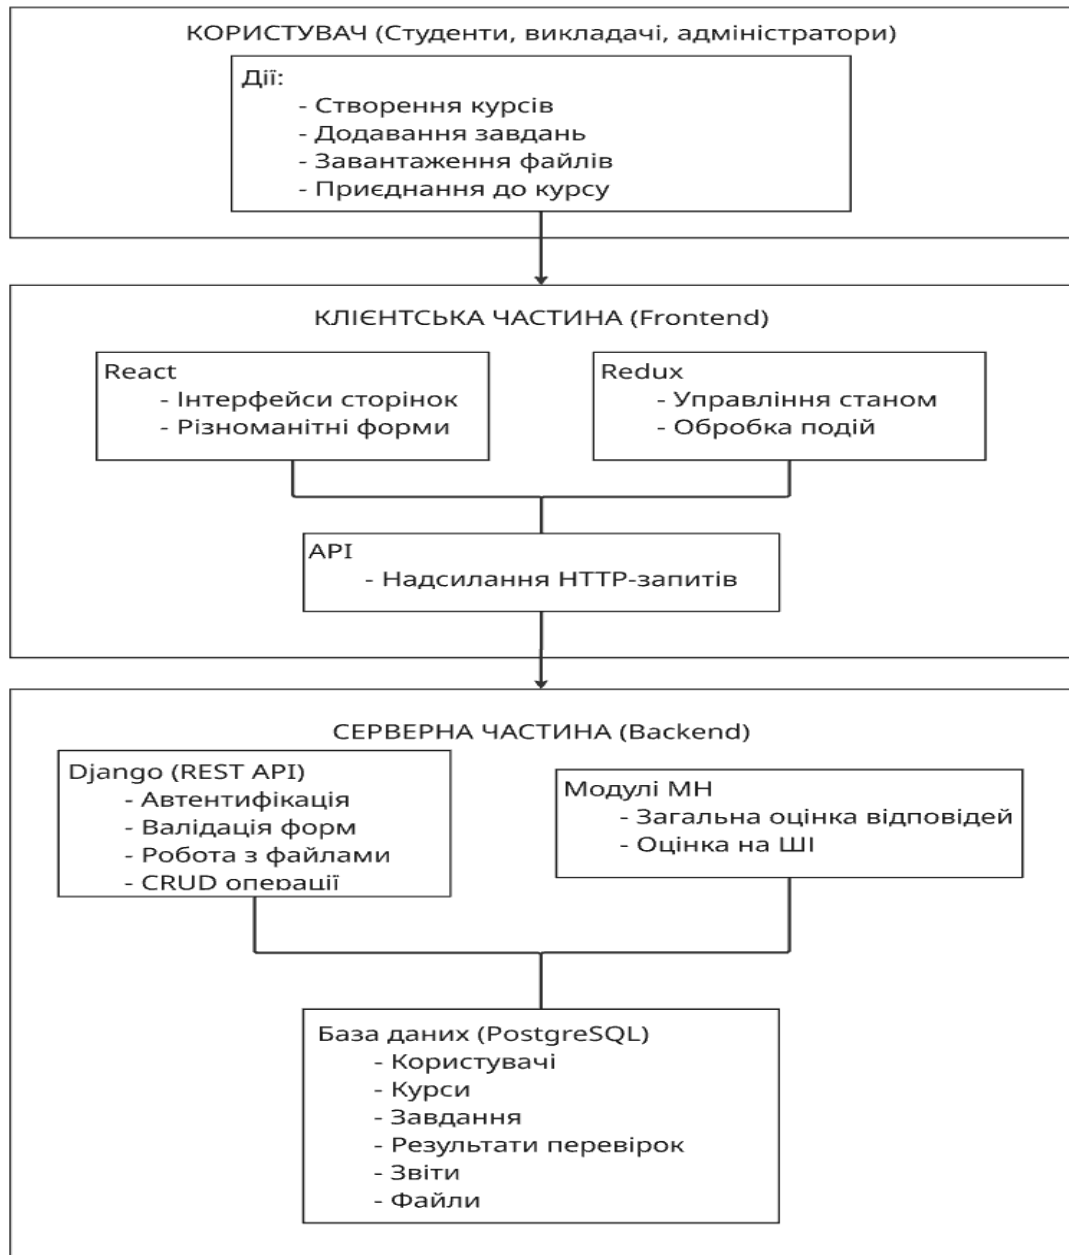 КОРИСТУВАЧ (Студенти, викладачі, адміністратори)
Дії:
- Створення курсів
- Додавання завдань
- Завантаження файлів
- Приєднання до курсу
КЛІЄНТСЬКА ЧАСТИНА (Frontend)
React
- Інтерфейси сторінок
- Різноманітні форми
Redux
- Управління станом
- Обробка подій
API
- Надсилання HTTP-запитів
СЕРВЕРНА ЧАСТИНА (Backend)
Django (REST API)
- Автентифікація
- Валідація форм
- Робота з файлами
- CRUD операції
Модулі МН
- Загальна оцінка відповідей
- Оцінка на ШІ
База даних (PostgreSQL)
- Користувачі
- Курси
- Завдання
- Результати перевірок
- Звіти
- Файли